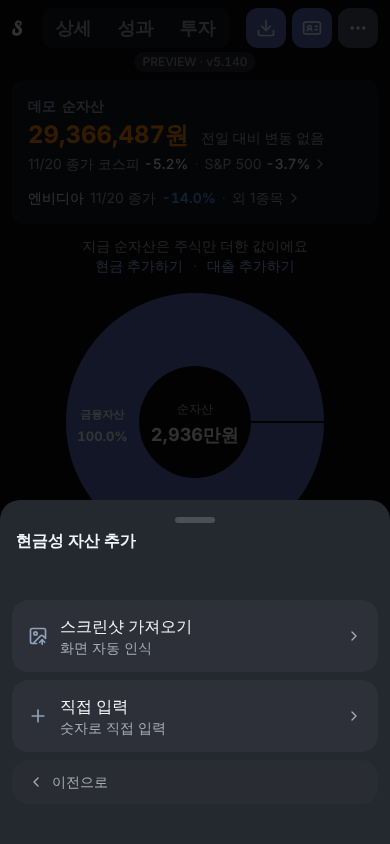 S
상세 성과 투자
PREVIEW · v5.140
데모 순자산
29,366,487원 전일 대비 변동 없음
11/20 종가 코스피 -5.2% · S&P 500 -3.7% >
엔비디아 11/20 종가 -14.0% · 외 1종목 >
지금 순자산은 주식만 더한 값이에요
현금 추가하기 · 대출 추가하기
금융자산
100.0%
순자산
2,936만원
현금성 자산 추가
스크린샷 가져오기
화면 자동 인식
직접 입력
숫자로 직접 입력
이전으로